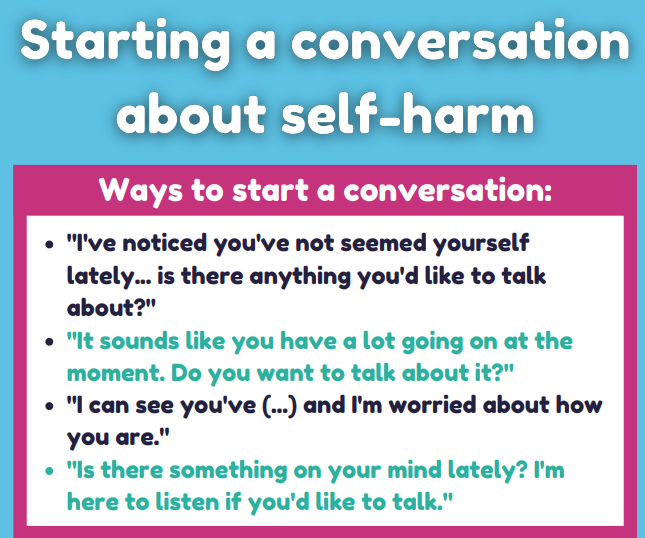 Starting a conversation
about self-harm
Ways to start a conversation:
• "I've noticed you've not seemed yourself
lately... is there anything you'd like to talk
about?"
• "It sounds like you have a lot going on at the
moment. Do you want to talk about it?"
• "I can see you've (...) and I'm worried about how
you are."
• "Is there something on your mind lately? I'm
here to listen if you'd like to talk."